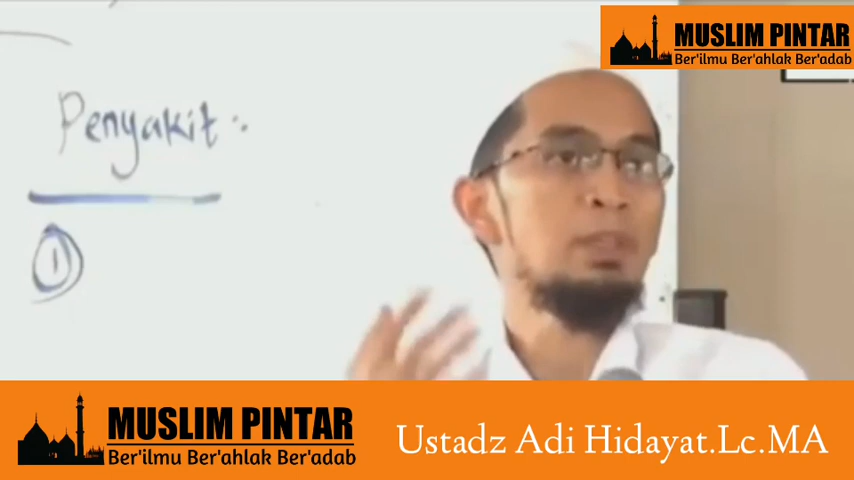 MUSLIM PINTAR
Ber'ilmu Ber'ahlak Ber'adab
Penyakit :
1
MUSLIM PINTAR
Ber'ilmu Ber'ahlak Ber'adab
Ustadz Adi Hidayat.Lc.MA